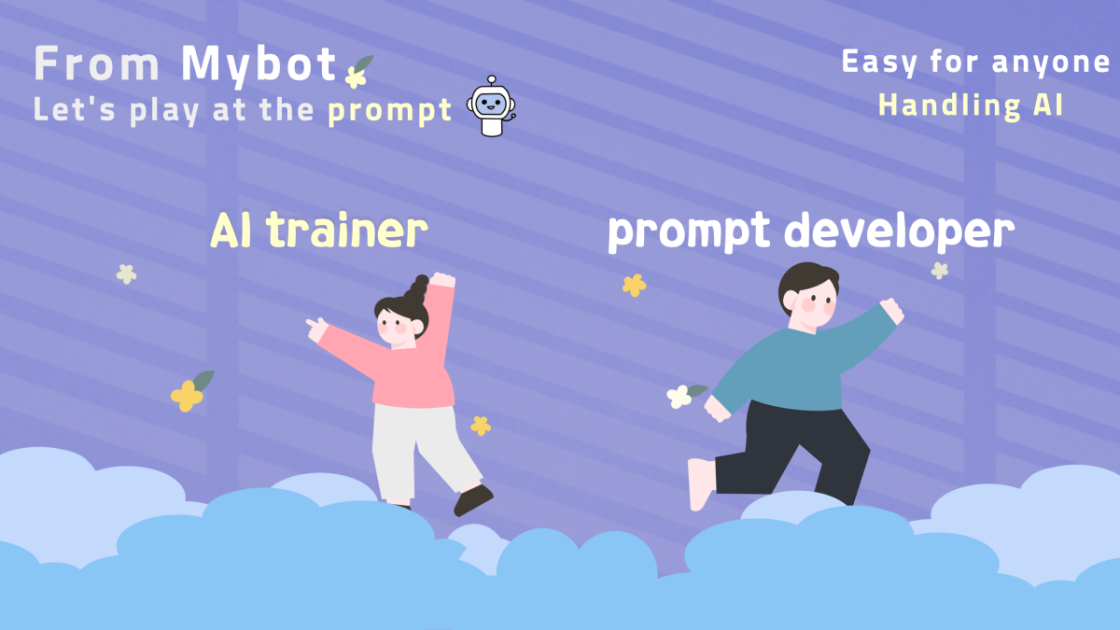 From Mybot
Let's play at the prompt
Easy for anyone
Handling AI
AI trainer
prompt developer